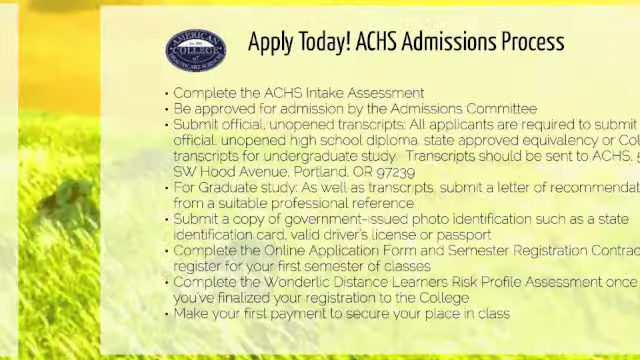 AMERICAN
COLLEGE
HEALTHCARE SCIENCES
Apply Today! ACHS Admissions Process
• Complete the ACHS Intake Assessment
• Be approved for admission by the Admissions Committee
• Submit official, unopened transcripts: All applicants are required to submit
official, unopened high school diploma, state approved equivalency or Col
transcripts for undergraduate study. Transcripts should be sent to ACHS, 5
SW Hood Avenue, Portland, OR 97239
• For Graduate study: As well as transcripts, submit a letter of recommendat
from a suitable professional reference
• Submit a copy of government-issued photo identification such as a state
identification card, valid driver's license or passport
• Complete the Online Application Form and Semester Registration Contrac
register for your first semester of classes
• Complete the Wonderlic Distance Learners Risk Profile Assessment once
you've finalized your registration to the College
• Make your first payment to secure your place in class